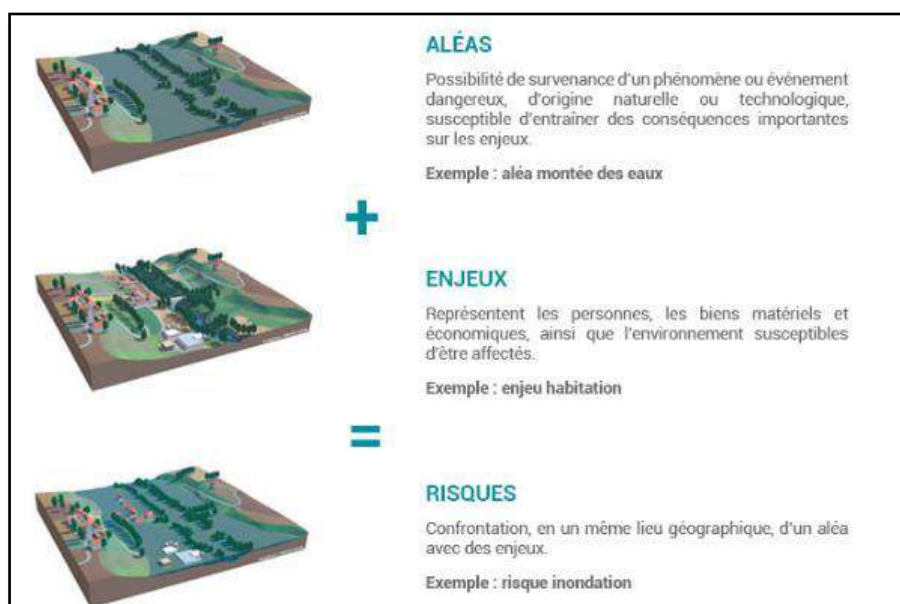 ALÉAS
Possibilité de survenance d'un phénomène ou événement
dangereux, d'origine naturelle ou technologique,
susceptible d'entraîner des conséquences importantes
sur les enjeux.
Exemple : aléa montée des eaux
+
ENJEUX
Représentent les personnes, les biens matériels et
économiques, ainsi que l'environnement susceptibles
d'être affectés.
Exemple : enjeu habitation
=
RISQUES
Confrontation, en un même lieu géographique, d'un aléa
avec des enjeux.
Exemple : risque inondation